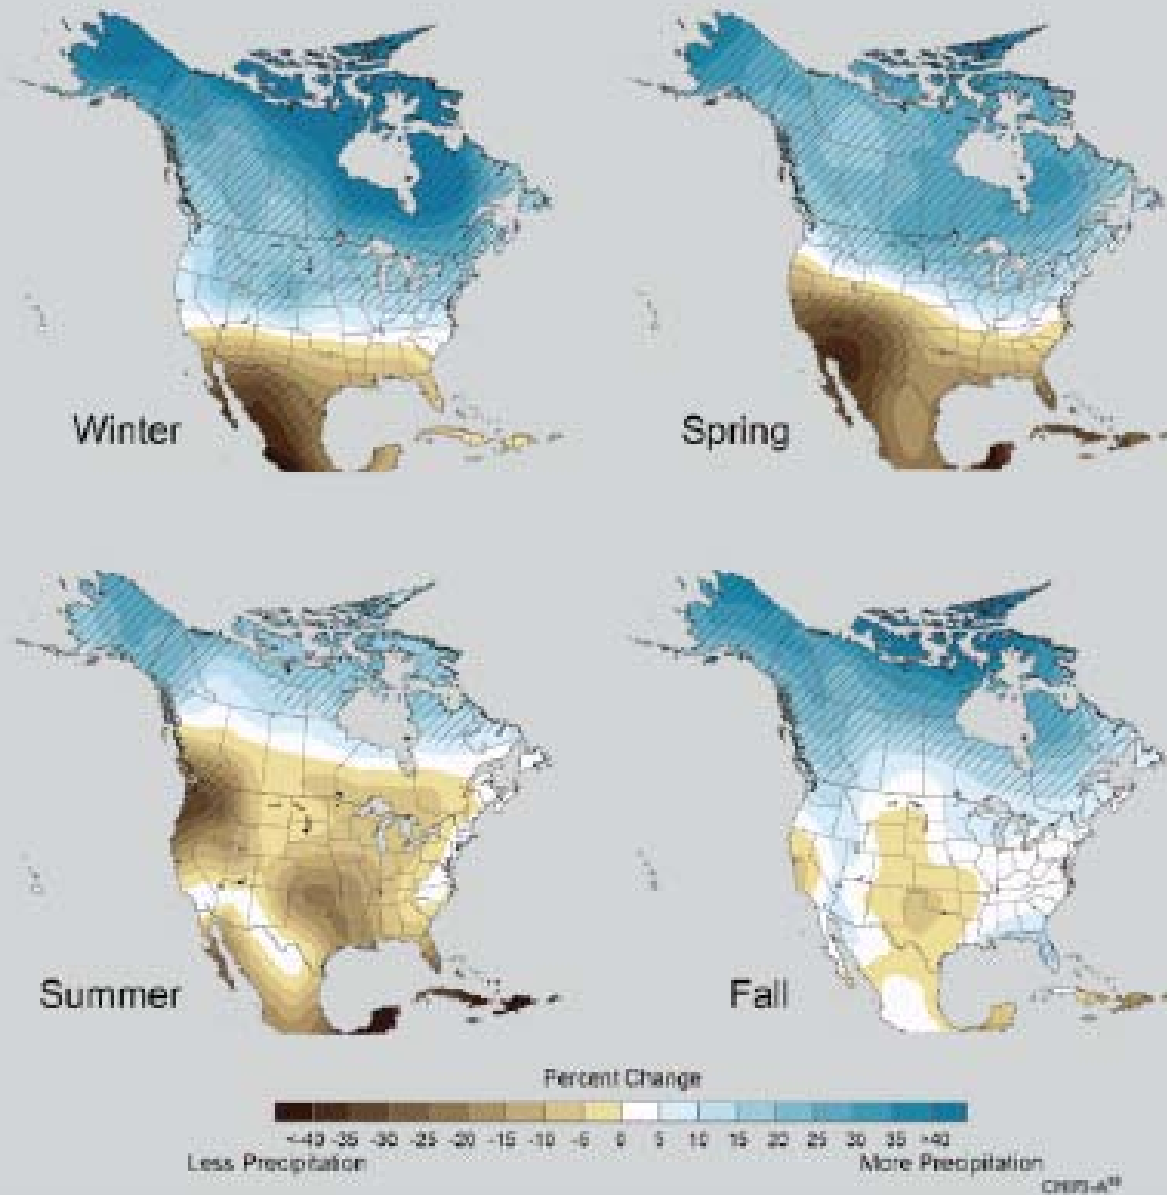 Winter
Spring
Summer
Fall
Percent Change
<-40 -35 -30 -25 -20 -15 -10 -5 0 5 10 15 20 25 30 35 >40
Less Precipitation
More Precipitation